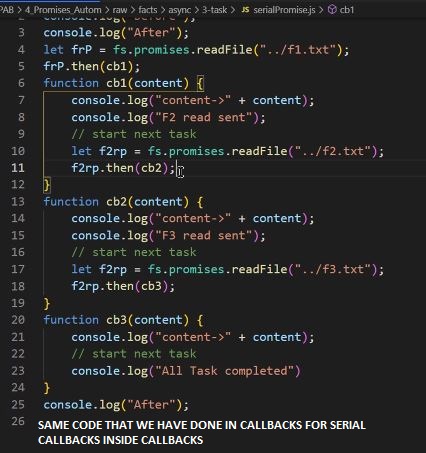 PAB > 4_Promises_Autom > raw > facts > async > 3-task > JS serialPromise.js > cb1
2 console.log("Before");
3 console.log("After");
4 let frP = fs.promises.readFile("../f1.txt");
5 frP.then(cb1);
6 function cb1(content) {
7 console.log("content->" + content);
8 console.log("F2 read sent");
9 // start next task
10 let f2rp = fs.promises.readFile("../f2.txt");
11 f2rp.then(cb2);
12 }
13 function cb2(content) {
14 console.log("content->" + content);
15 console.log("F3 read sent");
16 // start next task
17 let f2rp = fs.promises.readFile("../f3.txt");
18 f2rp.then(cb3);
19 }
20 function cb3(content) {
21 console.log("content->" + content);
22 // start next task
23 console.log("All Task completed")
24 }
25 console.log("After");
26 SAME CODE THAT WE HAVE DONE IN CALLBACKS FOR SERIAL
CALLBACKS INSIDE CALLBACKS